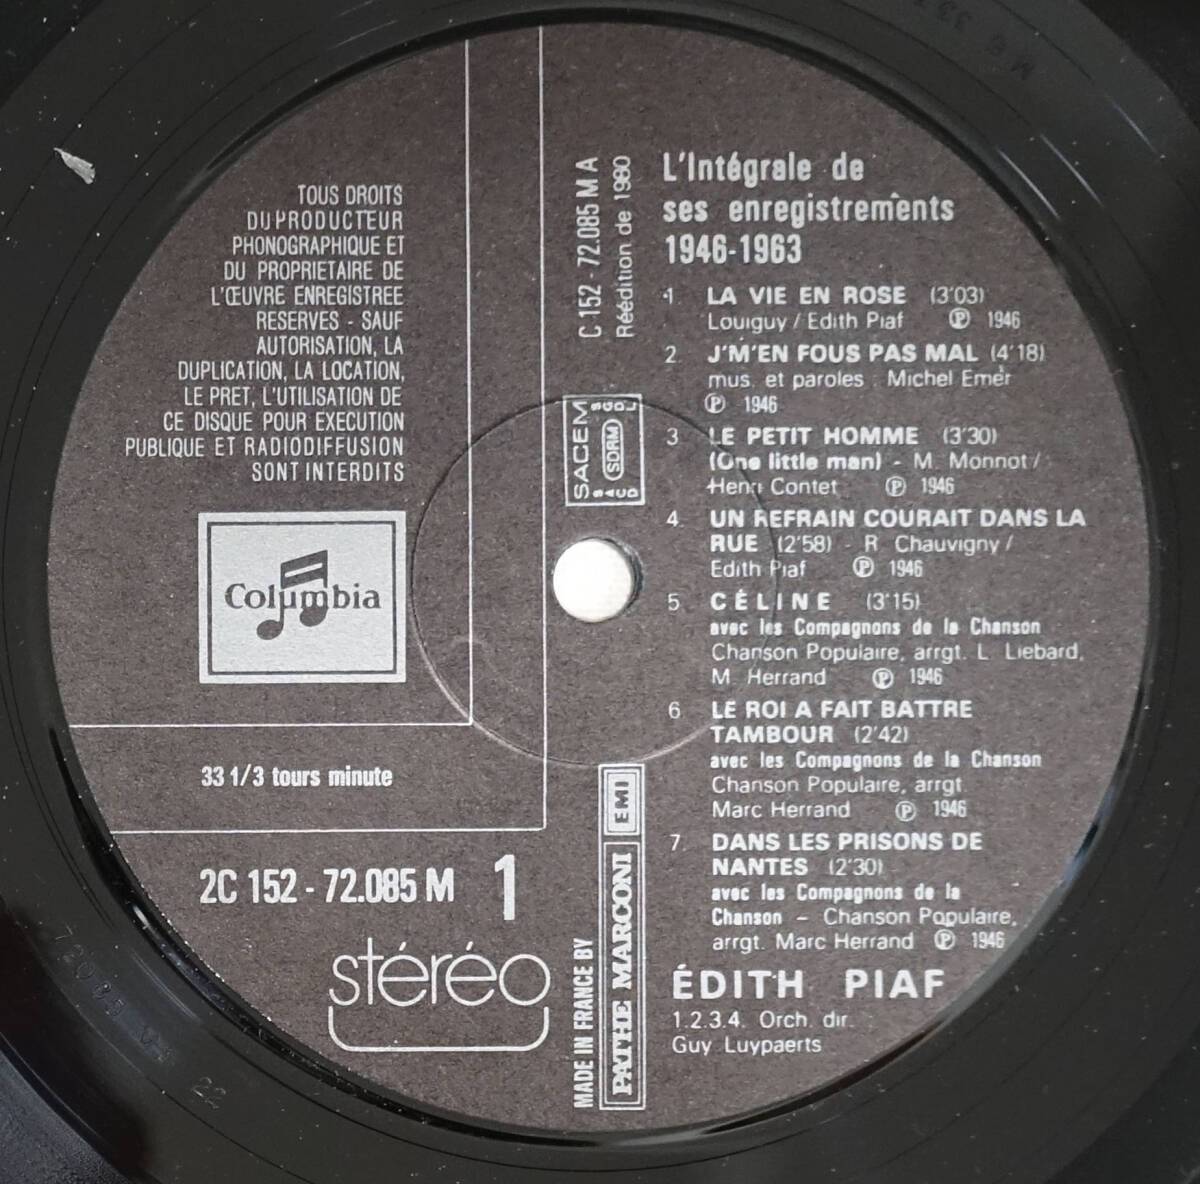 TOUS DROITS
DU PRODUCTEUR
PHONOGRAPHIQUE ET
DU PROPRIETAIRE DE
L'ŒUVRE ENREGISTREE
RESERVES - SAUF
AUTORISATION, LA
DUPLICATION, LA LOCATION,
LE PRET, L'UTILISATION DE
CE DISQUE POUR EXECUTION
PUBLIQUE ET RADIODIFFUSION
SONT INTERDITS
Columbia
33 1/3 tours minute
2C 152 - 72.085 M 1
stéréo
C 152 - 72.085 M A
Réédition de 1980
SACEM
SACD
SDRM
SGDL
EMI
PATHE MARCONI
MADE IN FRANCE BY
L'Intégrale de
ses enregistrements
1946-1963
1 LA VIE EN ROSE (3'03)
Louiguy / Edith Piaf Ⓟ 1946
2 J'M'EN FOUS PAS MAL (4'18)
mus. et paroles : Michel Emer
Ⓟ 1946
3 LE PETIT HOMME (3'30)
(One little man) - M. Monnot /
Henri Contet Ⓟ 1946
4 UN REFRAIN COURAIT DANS LA
RUE (2'58) - R. Chauvigny /
Edith Piaf Ⓟ 1946
5 CÉLINE (3'15)
avec les Compagnons de la Chanson
Chanson Populaire, arrgt. L. Liebard,
M. Herrand Ⓟ 1946
6 LE ROI A FAIT BATTRE
TAMBOUR (2'42)
avec les Compagnons de la Chanson
Chanson Populaire, arrgt.
Marc Herrand Ⓟ 1946
7 DANS LES PRISONS DE
NANTES (2'30)
avec les Compagnons de la
Chanson - Chanson Populaire,
arrgt. Marc Herrand Ⓟ 1946
ÉDITH PIAF
1.2.3.4. Orch. dir. :
Guy Luypaerts